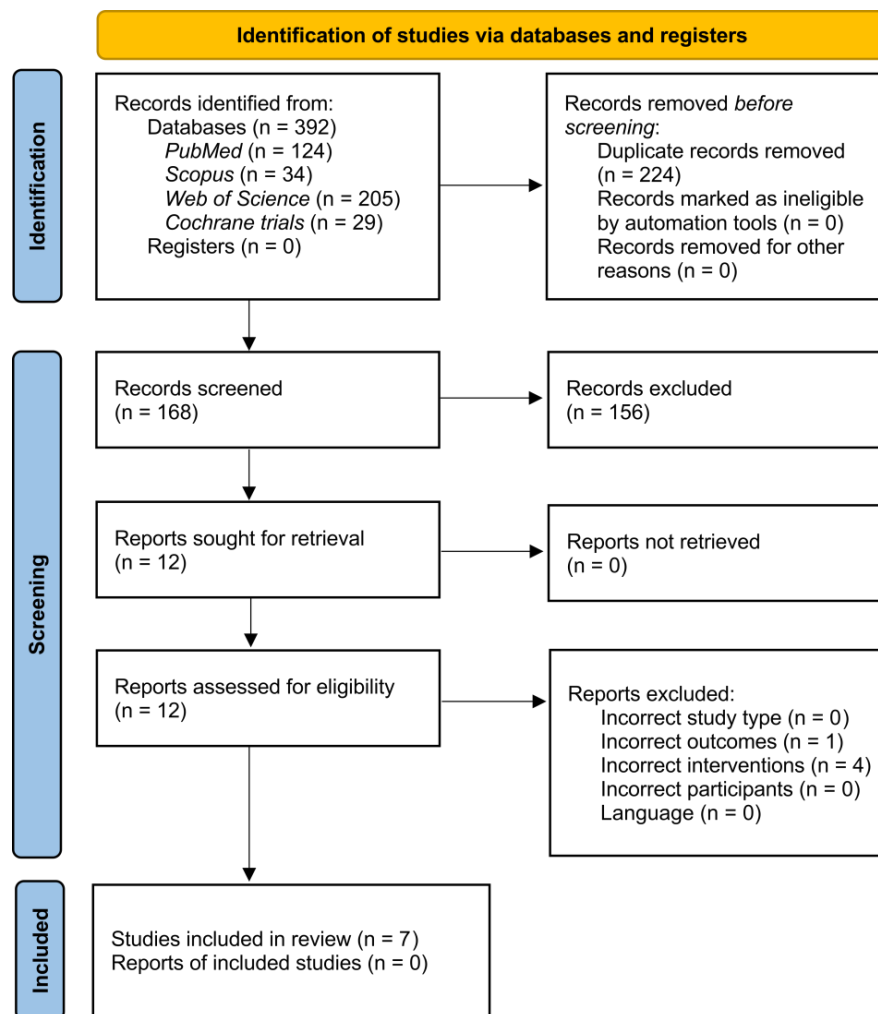 Identification of studies via databases and registers
Identification
Records identified from:
Databases (n = 392)
PubMed (n = 124)
Scopus (n = 34)
Web of Science (n = 205)
Cochrane trials (n = 29)
Registers (n = 0)
Records removed before
screening:
Duplicate records removed
(n = 224)
Records marked as ineligible
by automation tools (n = 0)
Records removed for other
reasons (n = 0)
Screening
Records screened
(n = 168)
Records excluded
(n = 156)
Reports sought for retrieval
(n = 12)
Reports not retrieved
(n = 0)
Reports assessed for eligibility
(n = 12)
Reports excluded:
Incorrect study type (n = 0)
Incorrect outcomes (n = 1)
Incorrect interventions (n = 4)
Incorrect participants (n = 0)
Language (n = 0)
Included
Studies included in review (n = 7)
Reports of included studies (n = 0)